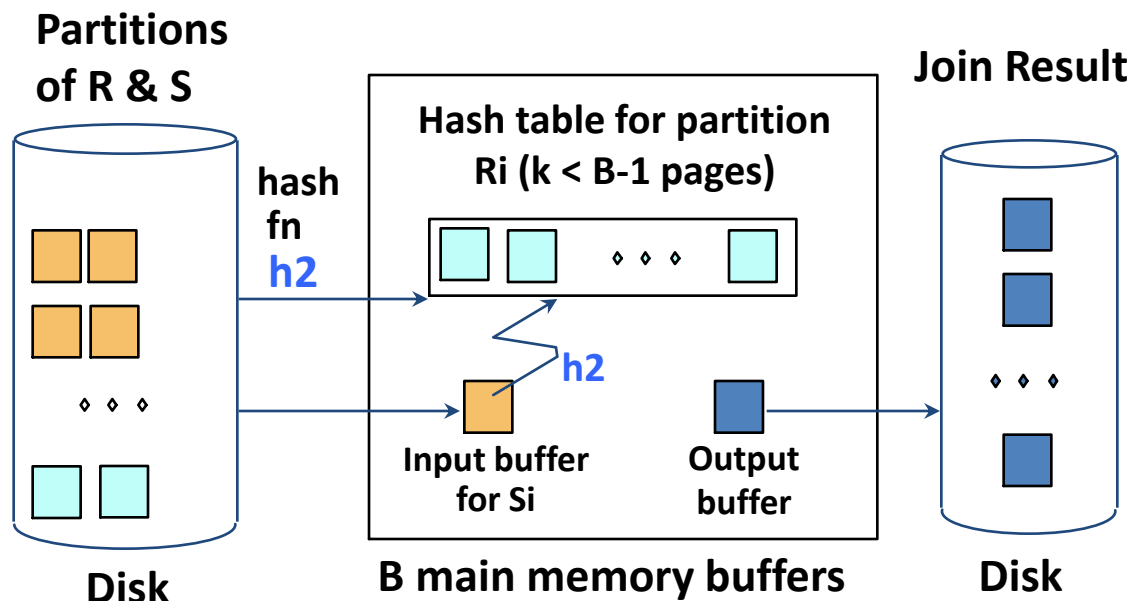 Partitions
of R & S
Join Result
Hash table for partition
Ri (k < B-1 pages)
hash
fn
h2
h2
Input buffer
for Si
Output
buffer
Disk
B main memory buffers
Disk